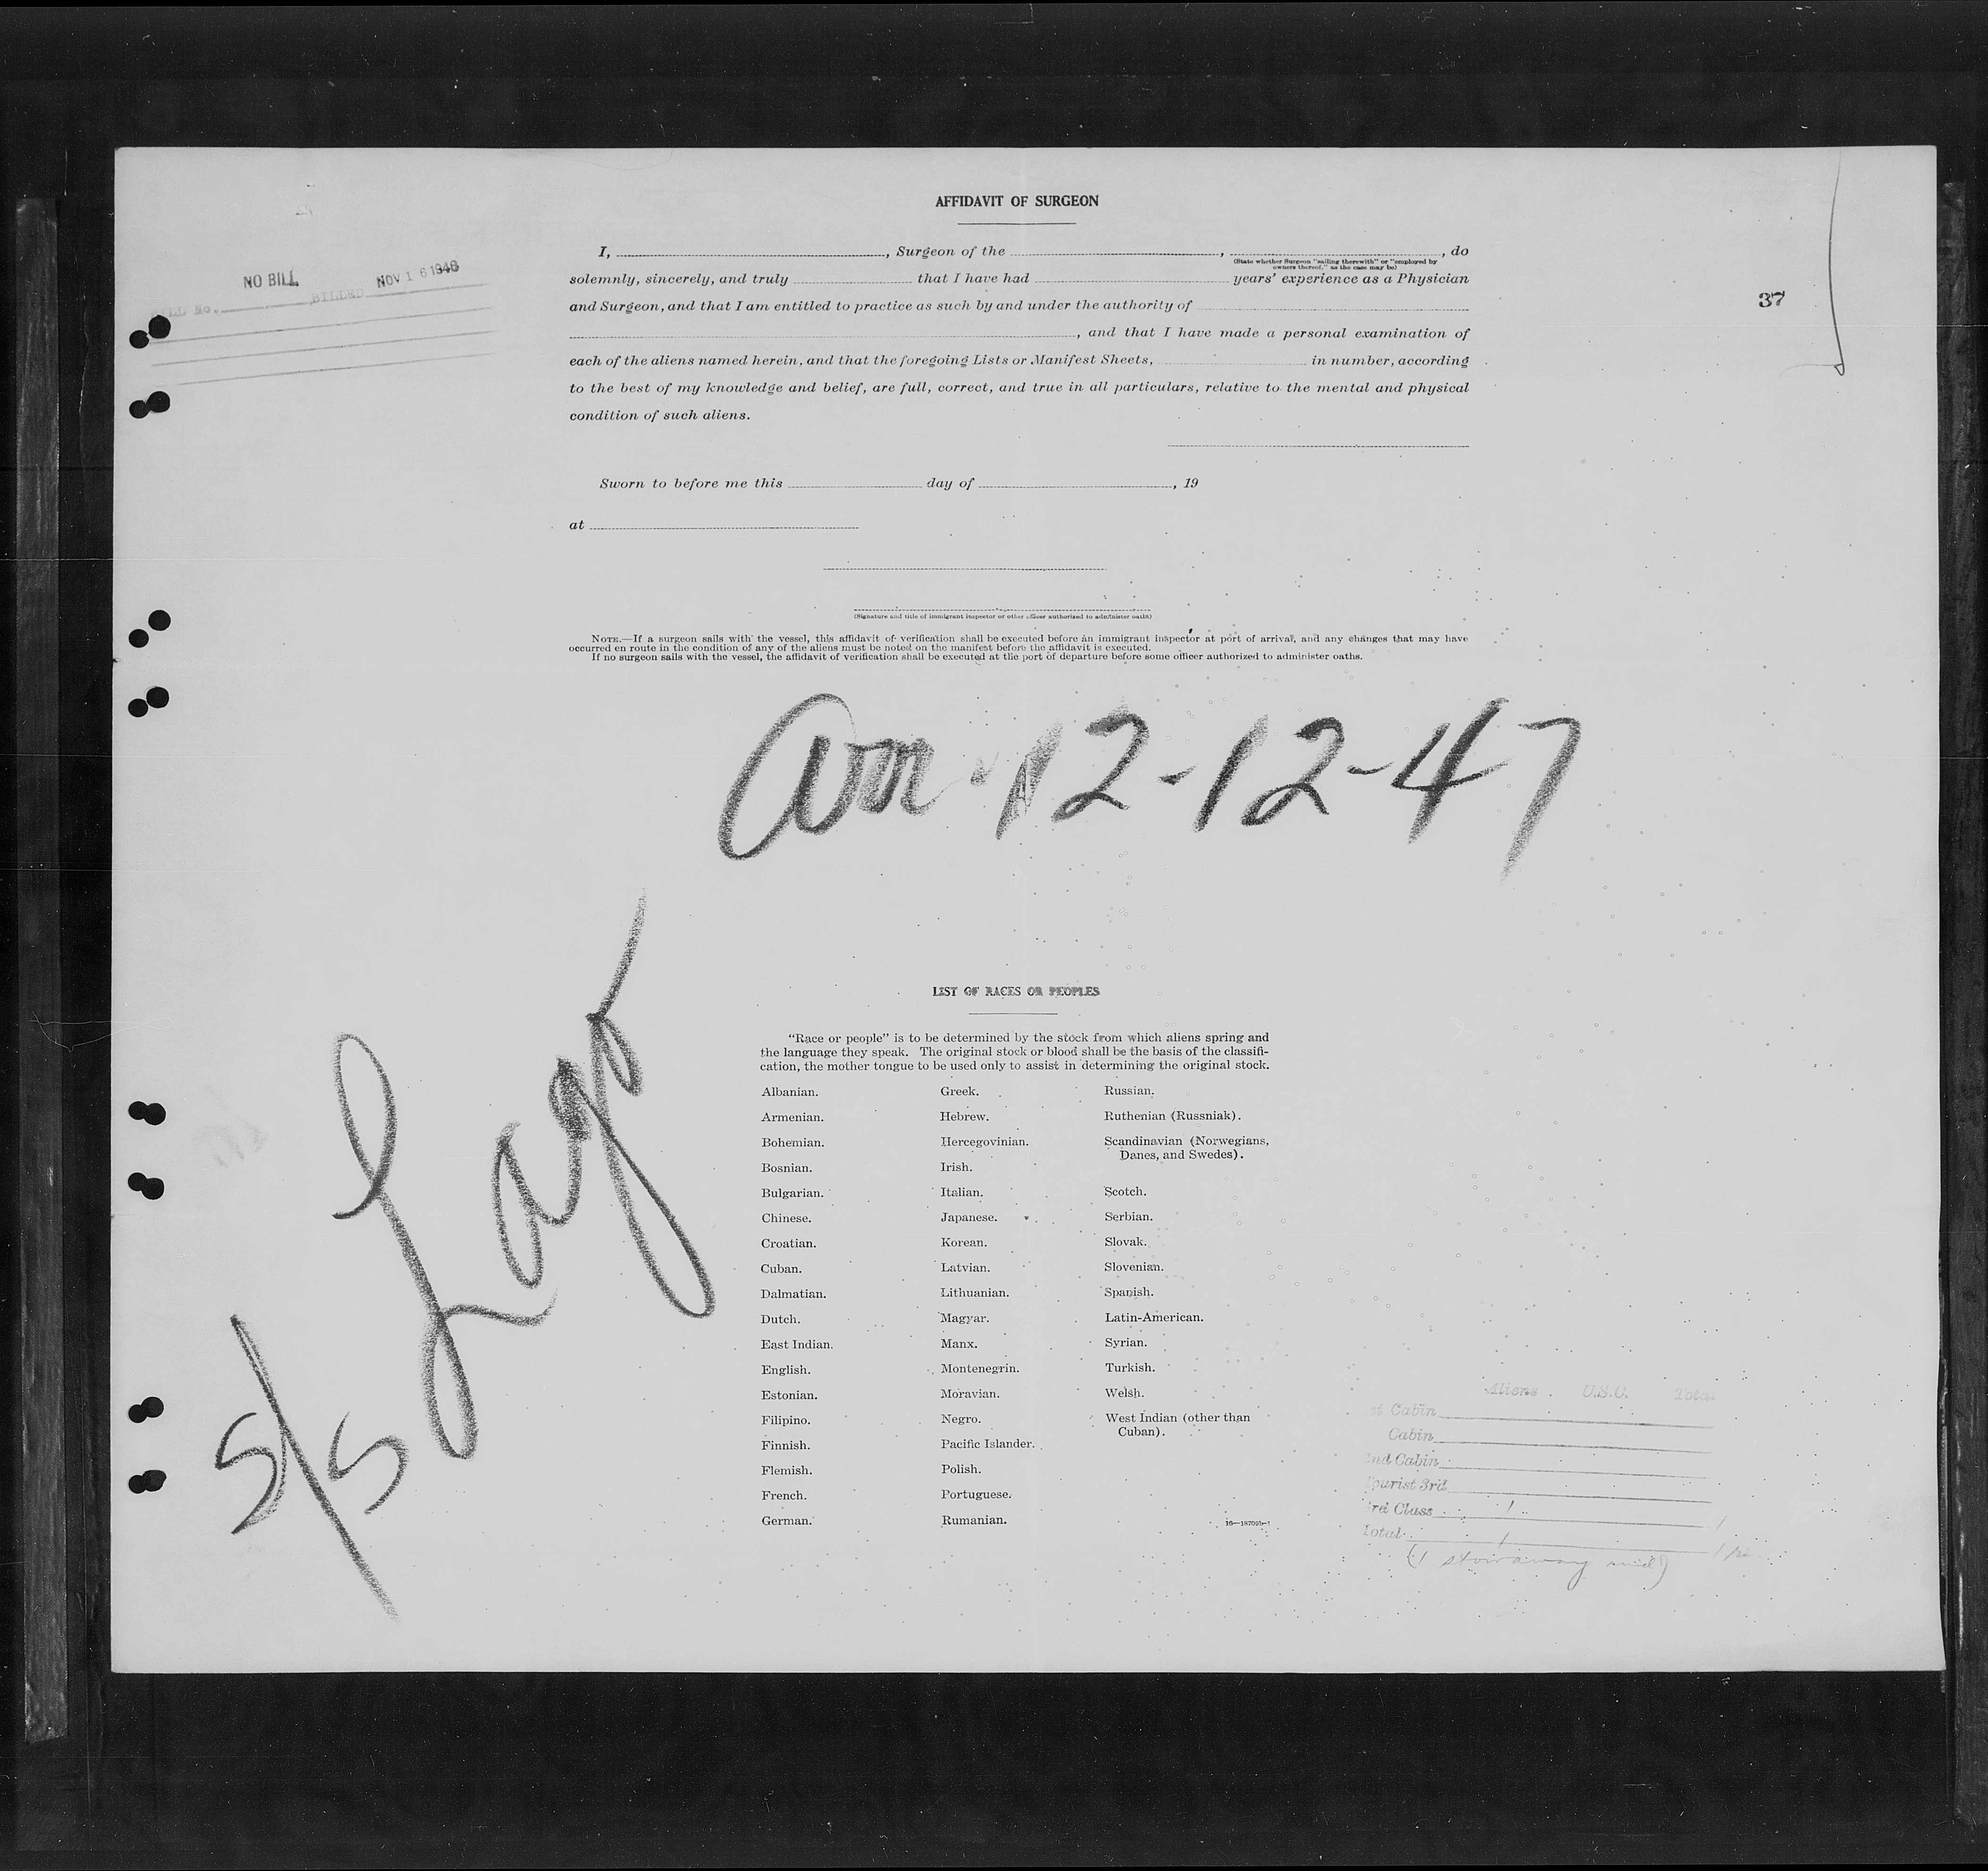 AFFIDAVIT OF SURGEON
I, , Surgeon of the , , do
(State whether Surgeon "sailing therewith" or "employed by
owners thereof," as the case may be)
solemnly, sincerely, and truly that I have had years' experience as a Physician
and Surgeon, and that I am entitled to practice as such by and under the authority of
, and that I have made a personal examination of
each of the aliens named herein, and that the foregoing Lists or Manifest Sheets, in number, according
to the best of my knowledge and belief, are full, correct, and true in all particulars, relative to the mental and physical
condition of such aliens.
NO BILL NOV 16 1948
BILL No. BILLED
37
Sworn to before me this day of , 19
at
(Signature and title of immigrant inspector or other officer authorized to administer oaths)
NOTE.—If a surgeon sails with the vessel, this affidavit of verification shall be executed before an immigrant inspector at port of arrival, and any changes that may have
occurred en route in the condition of any of the aliens must be noted on the manifest before the affidavit is executed.
If no surgeon sails with the vessel, the affidavit of verification shall be executed at the port of departure before some officer authorized to administer oaths.
arr. 12-12-47
S/S Lago
LIST OF RACES OR PEOPLES
"Race or people" is to be determined by the stock from which aliens spring and
the language they speak. The original stock or blood shall be the basis of the classifi-
cation, the mother tongue to be used only to assist in determining the original stock.
Albanian.
Armenian.
Bohemian.
Bosnian.
Bulgarian.
Chinese.
Croatian.
Cuban.
Dalmatian.
Dutch.
East Indian.
English.
Estonian.
Filipino.
Finnish.
Flemish.
French.
German.
Greek.
Hebrew.
Hercegovinian.
Irish.
Italian.
Japanese.
Korean.
Latvian.
Lithuanian.
Magyar.
Manx.
Montenegrin.
Moravian.
Negro.
Pacific Islander.
Polish.
Portuguese.
Rumanian.
Russian.
Ruthenian (Russniak).
Scandinavian (Norwegians,
Danes, and Swedes).
Scotch.
Serbian.
Slovak.
Slovenian.
Spanish.
Latin-American.
Syrian.
Turkish.
Welsh.
West Indian (other than
Cuban).
Aliens U.S.C. Total
st Cabin
Cabin
2nd Cabin
Tourist 3rd
3rd Class 1 1
Total 1 1
(1 stowaway incl)